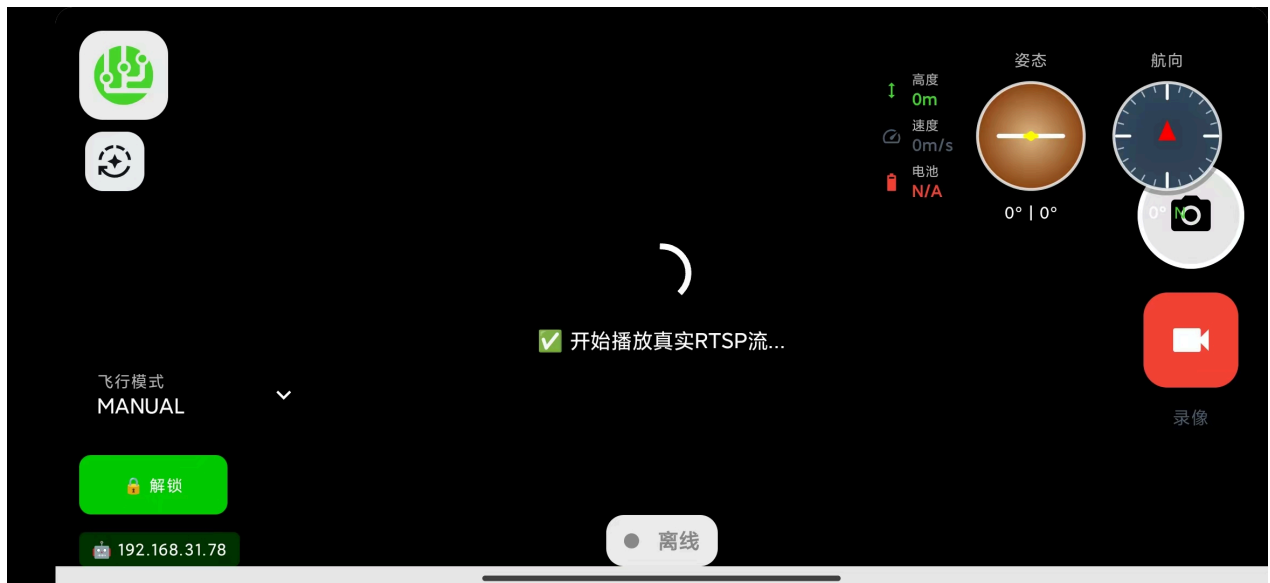 姿态
航向
高度
0m
速度
0m/s
电池
N/A
0° | 0°
0° N
✅ 开始播放真实RTSP流...
飞行模式
MANUAL
录像
🔒 解锁
🤖 192.168.31.78
离线